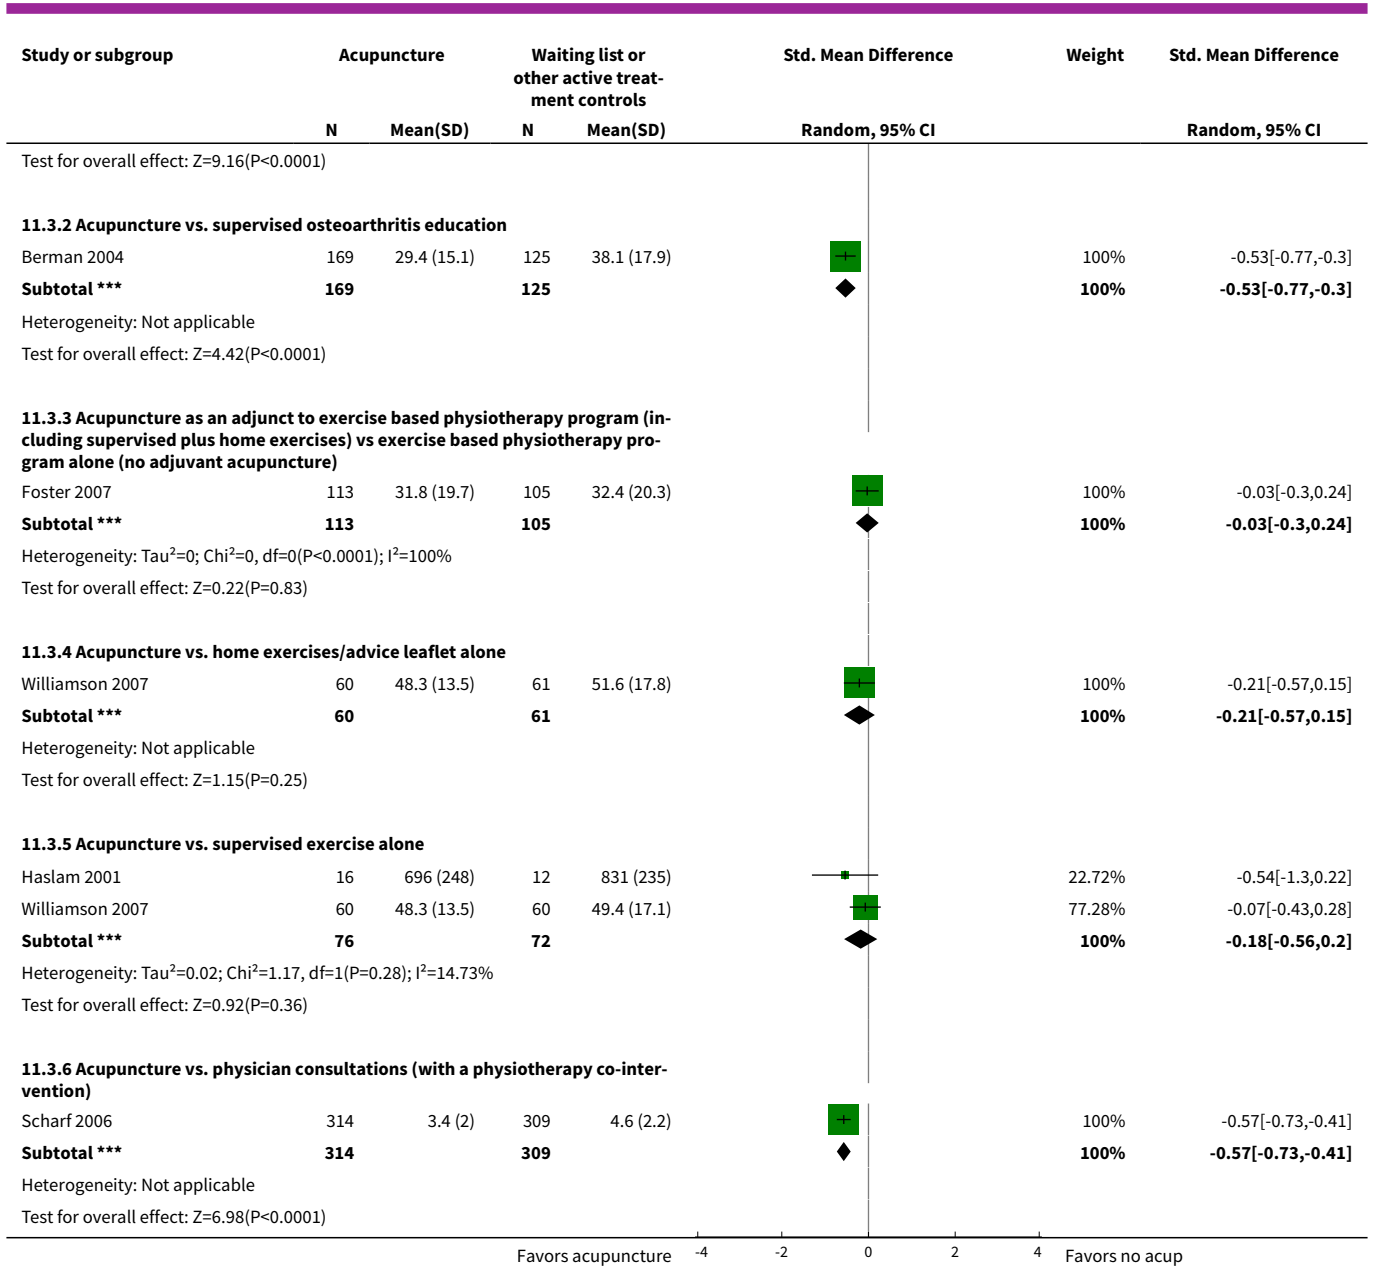 Study or subgroup Acupuncture Waiting list or other active treat- ment controls Std. Mean Difference Weight Std. Mean Difference
N Mean(SD) N Mean(SD) Random, 95% CI Random, 95% CI
Test for overall effect: Z=9.16(P<0.0001)
11.3.2 Acupuncture vs. supervised osteoarthritis education
Berman 2004 169 29.4 (15.1) 125 38.1 (17.9) 100% -0.53[-0.77,-0.3]
Subtotal *** 169 125 100% -0.53[-0.77,-0.3]
Heterogeneity: Not applicable
Test for overall effect: Z=4.42(P<0.0001)
11.3.3 Acupuncture as an adjunct to exercise based physiotherapy program (in-
cluding supervised plus home exercises) vs exercise based physiotherapy pro-
gram alone (no adjuvant acupuncture)
Foster 2007 113 31.8 (19.7) 105 32.4 (20.3) 100% -0.03[-0.3,0.24]
Subtotal *** 113 105 100% -0.03[-0.3,0.24]
Heterogeneity: Tau²=0; Chi²=0, df=0(P<0.0001); I²=100%
Test for overall effect: Z=0.22(P=0.83)
11.3.4 Acupuncture vs. home exercises/advice leaflet alone
Williamson 2007 60 48.3 (13.5) 61 51.6 (17.8) 100% -0.21[-0.57,0.15]
Subtotal *** 60 61 100% -0.21[-0.57,0.15]
Heterogeneity: Not applicable
Test for overall effect: Z=1.15(P=0.25)
11.3.5 Acupuncture vs. supervised exercise alone
Haslam 2001 16 696 (248) 12 831 (235) 22.72% -0.54[-1.3,0.22]
Williamson 2007 60 48.3 (13.5) 60 49.4 (17.1) 77.28% -0.07[-0.43,0.28]
Subtotal *** 76 72 100% -0.18[-0.56,0.2]
Heterogeneity: Tau²=0.02; Chi²=1.17, df=1(P=0.28); I²=14.73%
Test for overall effect: Z=0.92(P=0.36)
11.3.6 Acupuncture vs. physician consultations (with a physiotherapy co-inter-
vention)
Scharf 2006 314 3.4 (2) 309 4.6 (2.2) 100% -0.57[-0.73,-0.41]
Subtotal *** 314 309 100% -0.57[-0.73,-0.41]
Heterogeneity: Not applicable
Test for overall effect: Z=6.98(P<0.0001)
Favors acupuncture -4 -2 0 2 4 Favors no acup